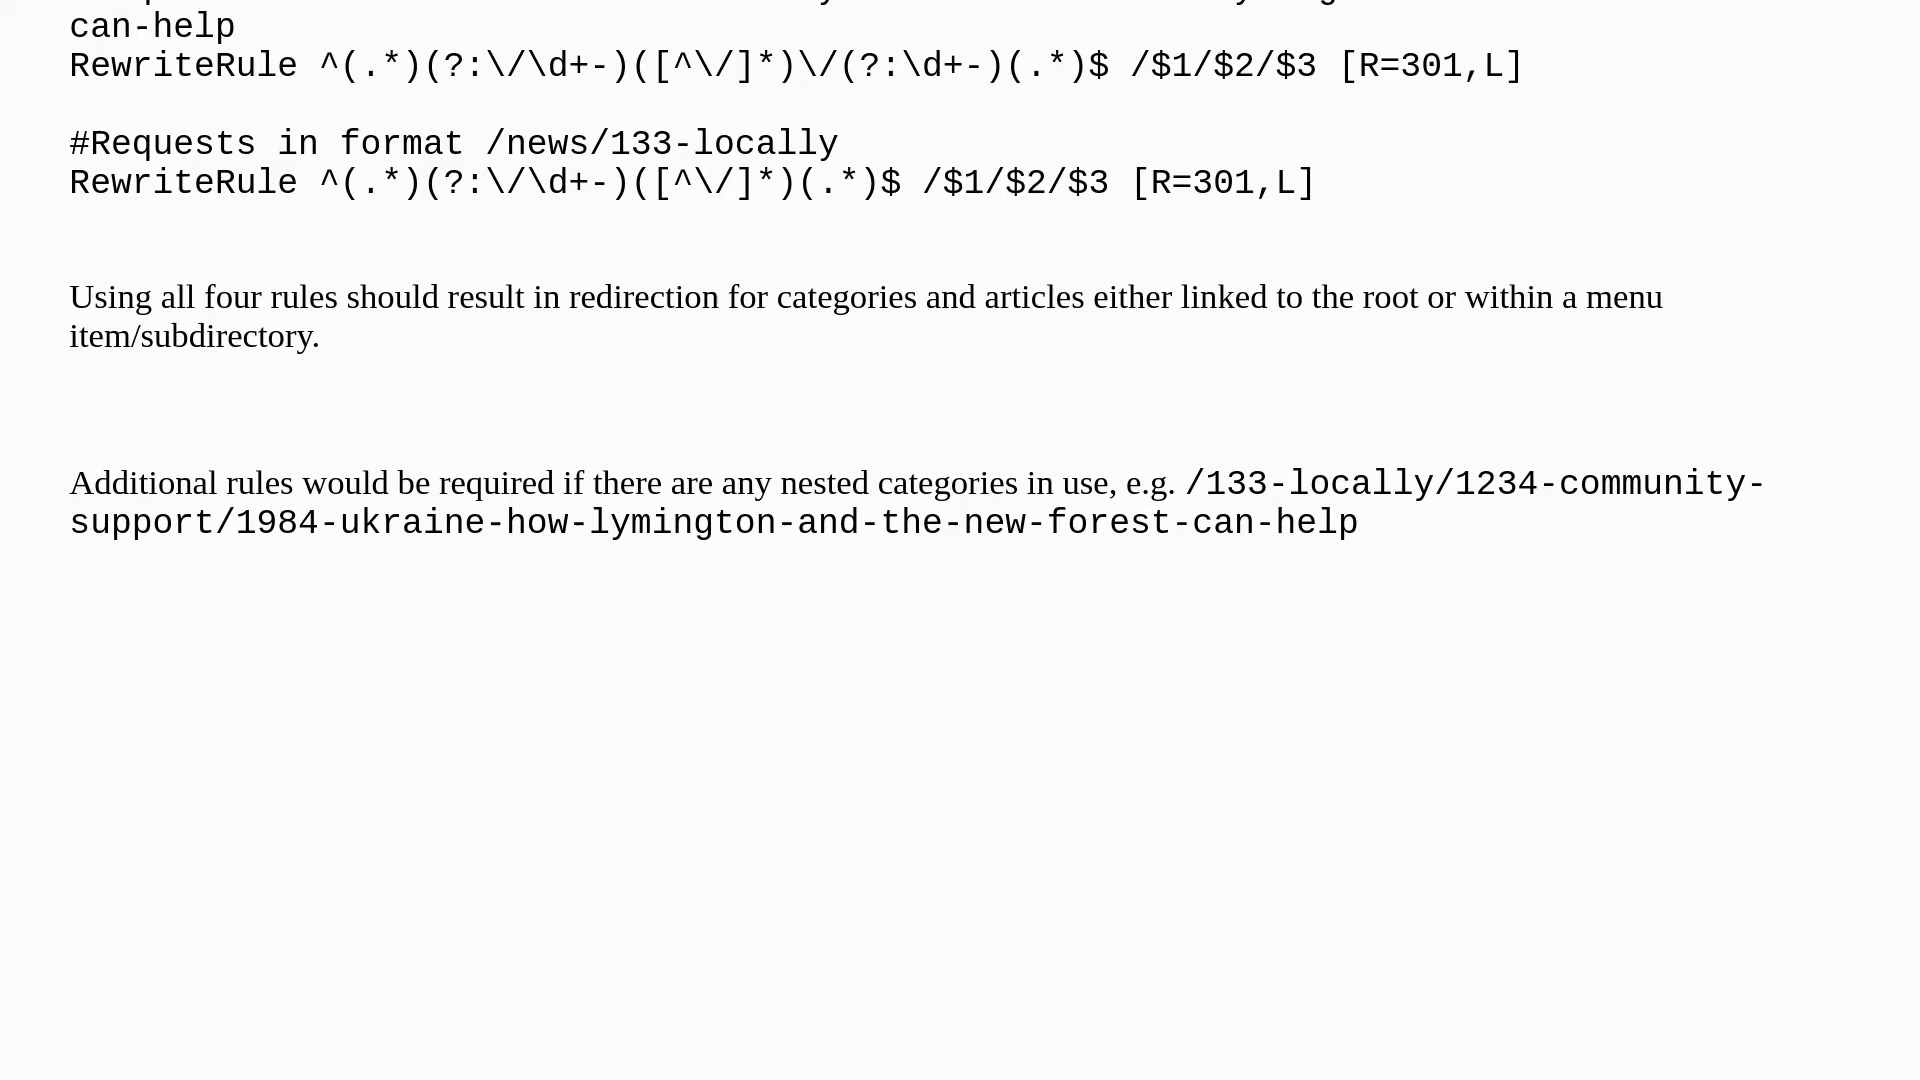 can-help
RewriteRule ^(.*)(?:\/\d+-)([^\/]*)\/(?:\d+-)(.*)$ /$1/$2/$3 [R=301,L]
#Requests in format /news/133-locally
RewriteRule ^(.*)(?:\/\d+-)([^\/]*)(.*)$ /$1/$2/$3 [R=301,L]
Using all four rules should result in redirection for categories and articles either linked to the root or within a menu
item/subdirectory.
Additional rules would be required if there are any nested categories in use, e.g. /133-locally/1234-community-
support/1984-ukraine-how-lymington-and-the-new-forest-can-help